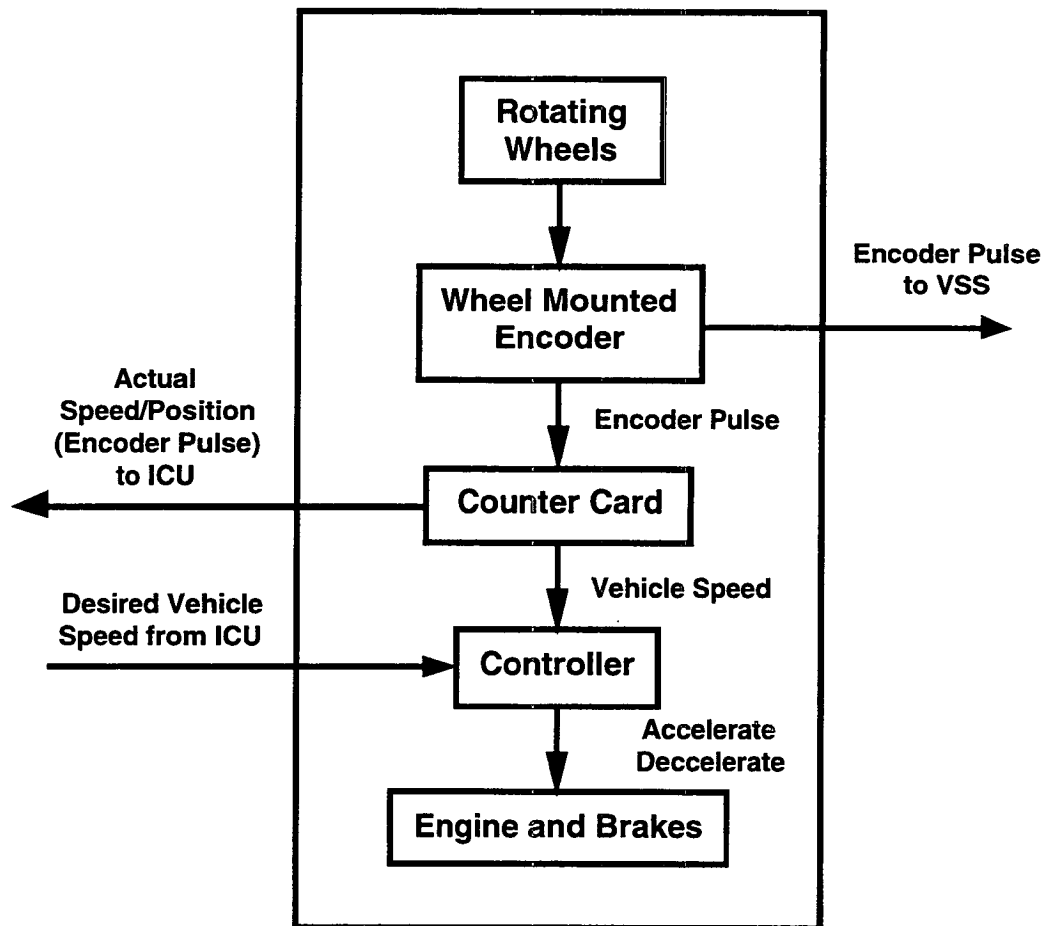 Rotating
Wheels
Encoder Pulse
to VSS
Wheel Mounted
Encoder
Actual
Speed/Position
(Encoder Pulse)
to ICU
Encoder Pulse
Counter Card
Vehicle Speed
Desired Vehicle
Speed from ICU
Controller
Accelerate
Deccelerate
Engine and Brakes